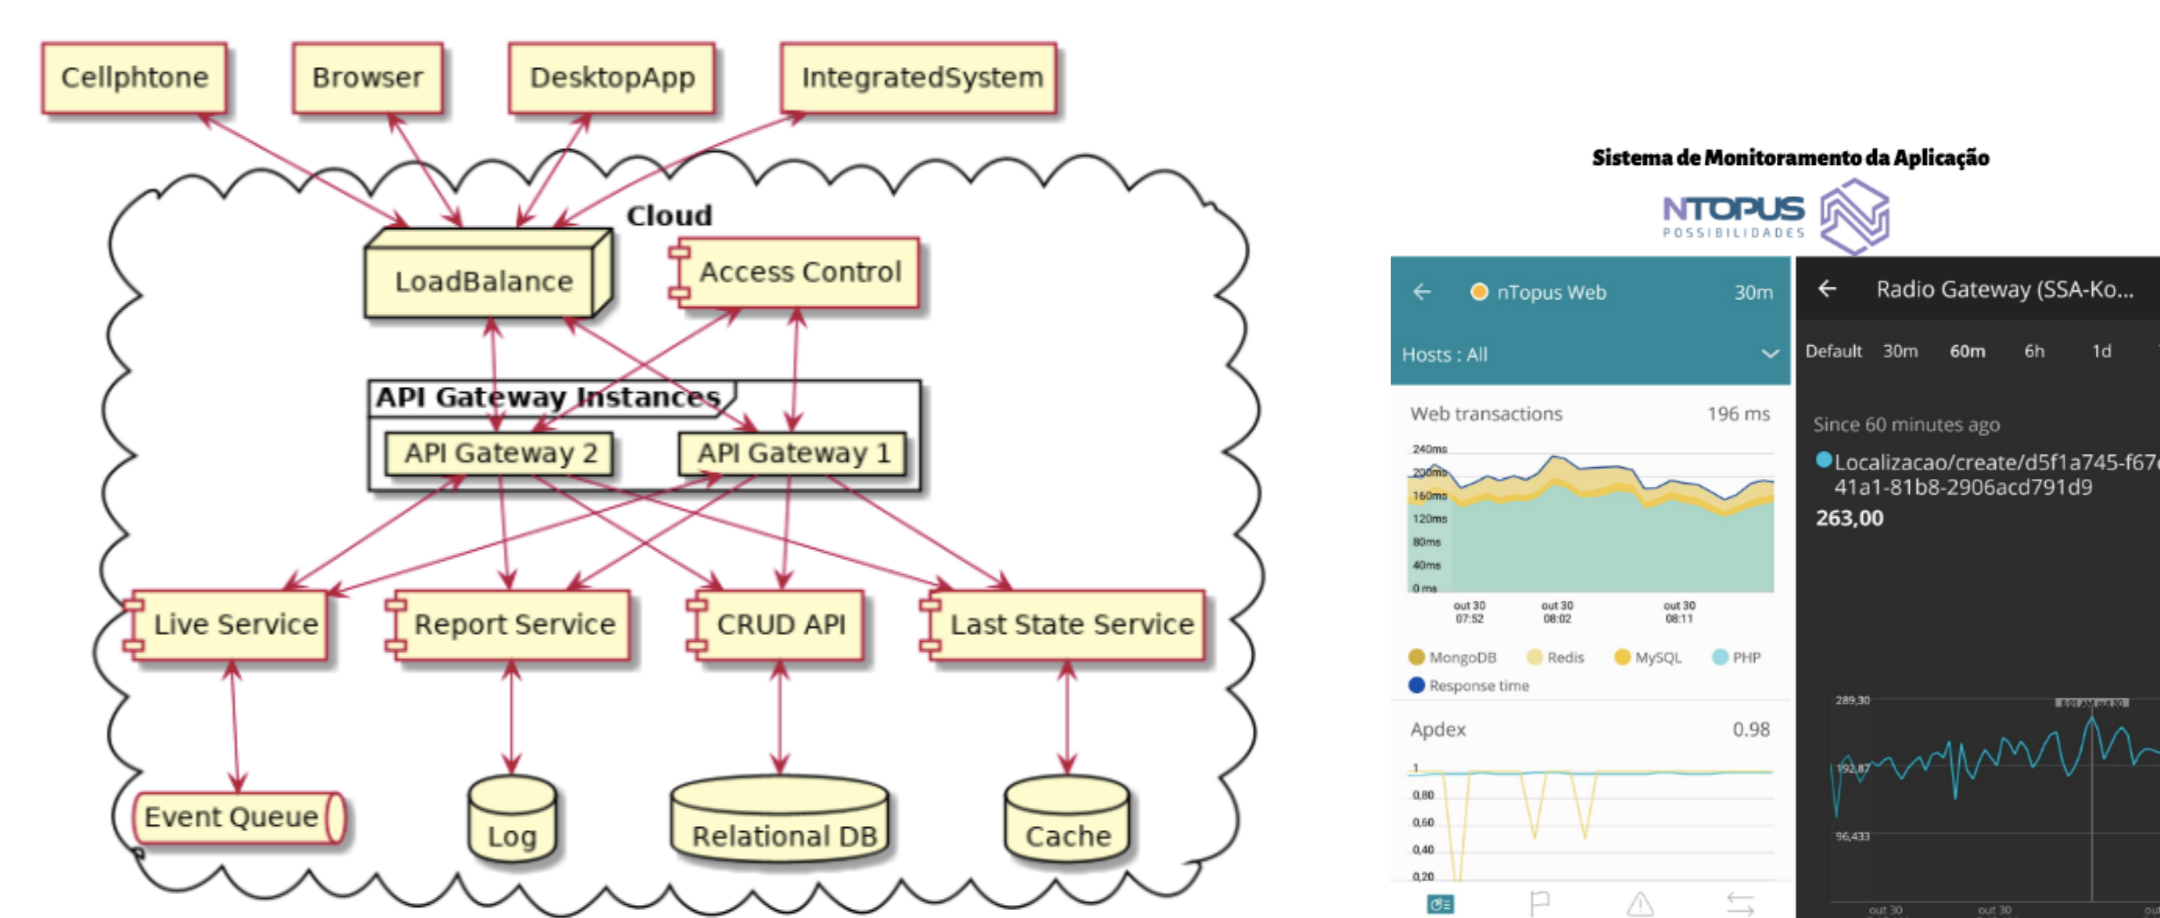 Cellphtone
Browser
DesktopApp
IntegratedSystem
Cloud
LoadBalance
Access Control
API Gateway Instances
API Gateway 2
API Gateway 1
Live Service
Report Service
CRUD API
Last State Service
Event Queue
Log
Relational DB
Cache
Sistema de Monitoramento da Aplicação
NTOPUS
POSSIBILIDADES
nTopus Web 30m
Hosts : All
Web transactions 196 ms
240ms
200ms
160ms
120ms
80ms
40ms
0 ms
out 30 out 30 out 30
07:52 08:02 08:11
MongoDB Redis MySQL PHP
Response time
Apdex 0.98
1
0,80
0,60
0,40
0,20
Radio Gateway (SSA-Ko...
Default 30m 60m 6h 1d
Since 60 minutes ago
Localizacao/create/d5f1a745-f67
41a1-81b8-2906acd791d9
263,00
289,30
192,87
96,433
out 30 out 30